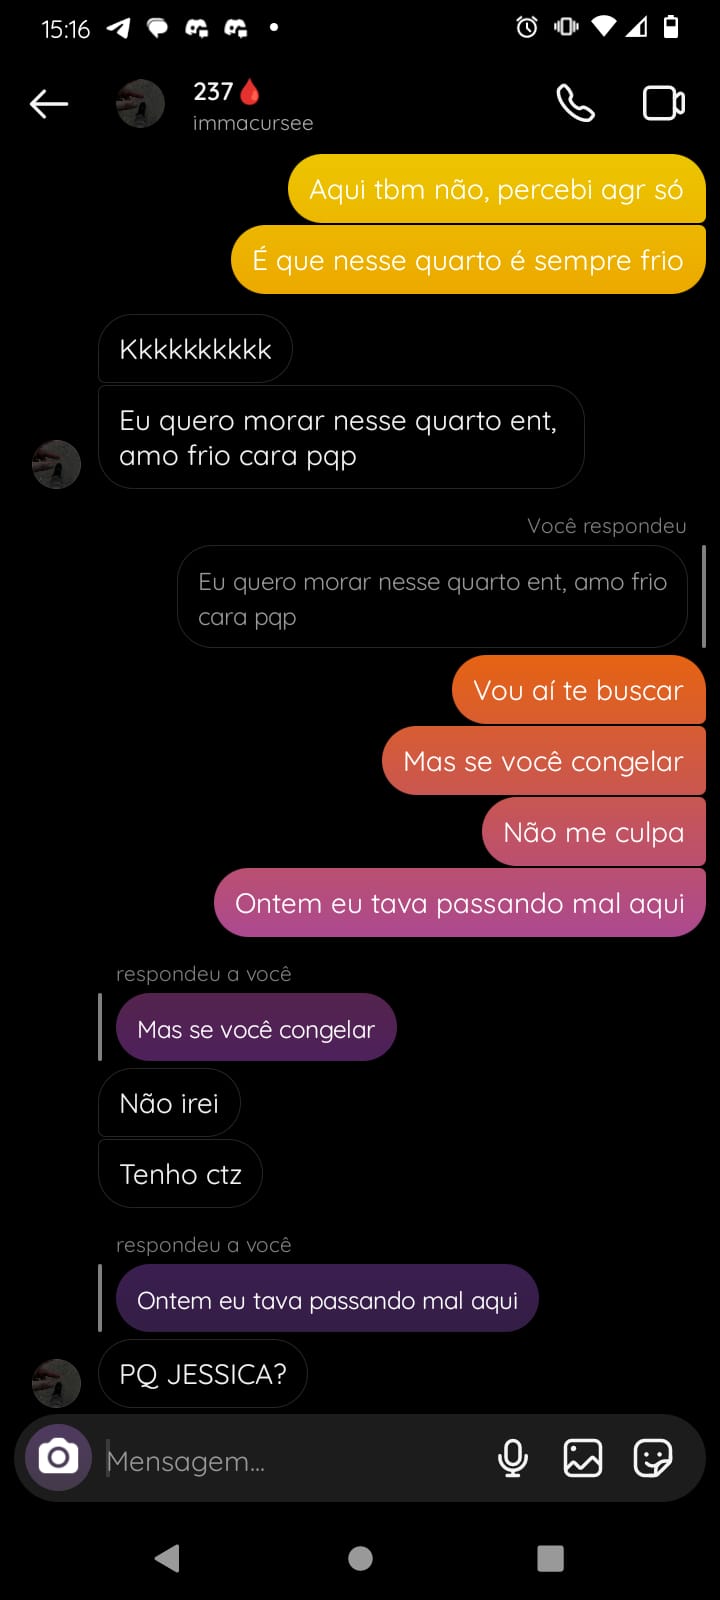 15:16
237🩸
immacursee
Aqui tbm não, percebi agr só
É que nesse quarto é sempre frio
Kkkkkkkkkk
Eu quero morar nesse quarto ent,
amo frio cara pqp
Você respondeu
Eu quero morar nesse quarto ent, amo frio
cara pqp
Vou aí te buscar
Mas se você congelar
Não me culpa
Ontem eu tava passando mal aqui
respondeu a você
Mas se você congelar
Não irei
Tenho ctz
respondeu a você
Ontem eu tava passando mal aqui
PQ JESSICA?
Mensagem...